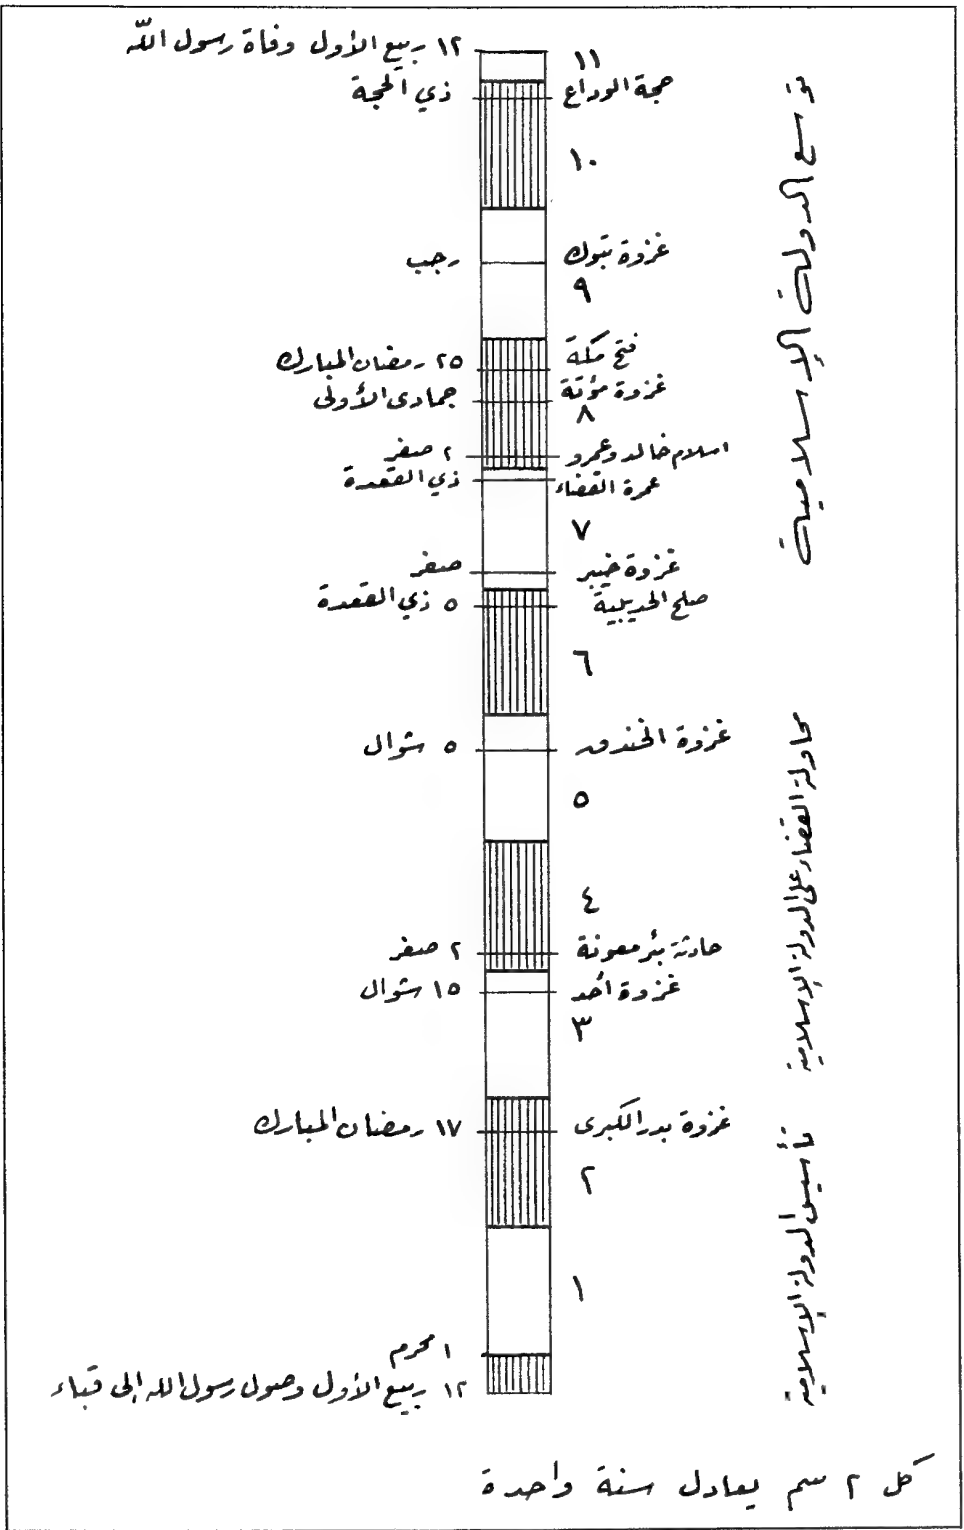 ١٢ ربيع الأول وفاة رسول الله
١١
حجة الوداع
ذي الحجة
١٠
غزوة تبوك
رجب
٩
فتح مكة
٢٥ رمضان المبارك
غزوة مؤتة
جمادى الأولى
٨
اسلام خالد وعمرو
٢ صفر
عمرة القضاء
ذي القعدة
٧
غزوة خيبر
صفر
صلح الحديبية
٥ ذي القعدة
٦
غزوة الخندق
٥ شوال
٥
٤
حادثة بئر معونة
٢ صفر
غزوة أحد
١٥ شوال
٣
غزوة بدر الكبرى
١٧ رمضان المبارك
٢
١
١ محرم
١٢ ربيع الأول وصول رسول الله إلى قباء
توسع الدولة الإسلامية
محاولة القضاء على الدولة الإسلامية
تأسيس الدولة الإسلامية
كل ٢ سم يعادل سنة واحدة